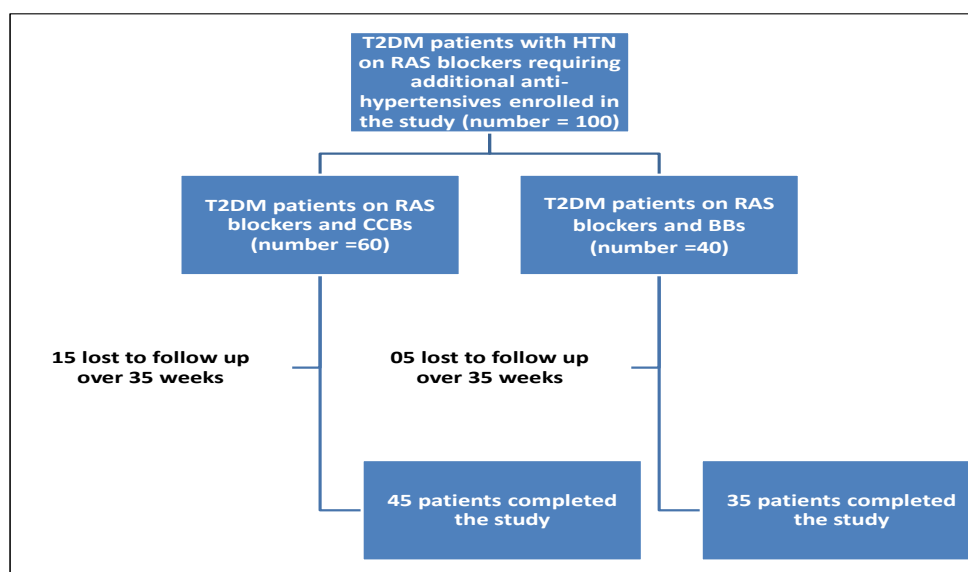 T2DM patients with HTN
on RAS blockers requiring
additional anti-
hypertensives enrolled in
the study (number = 100)
T2DM patients on RAS
blockers and CCBs
(number =60)
T2DM patients on RAS
blockers and BBs
(number =40)
15 lost to follow up
over 35 weeks
05 lost to follow up
over 35 weeks
45 patients completed
the study
35 patients completed
the study